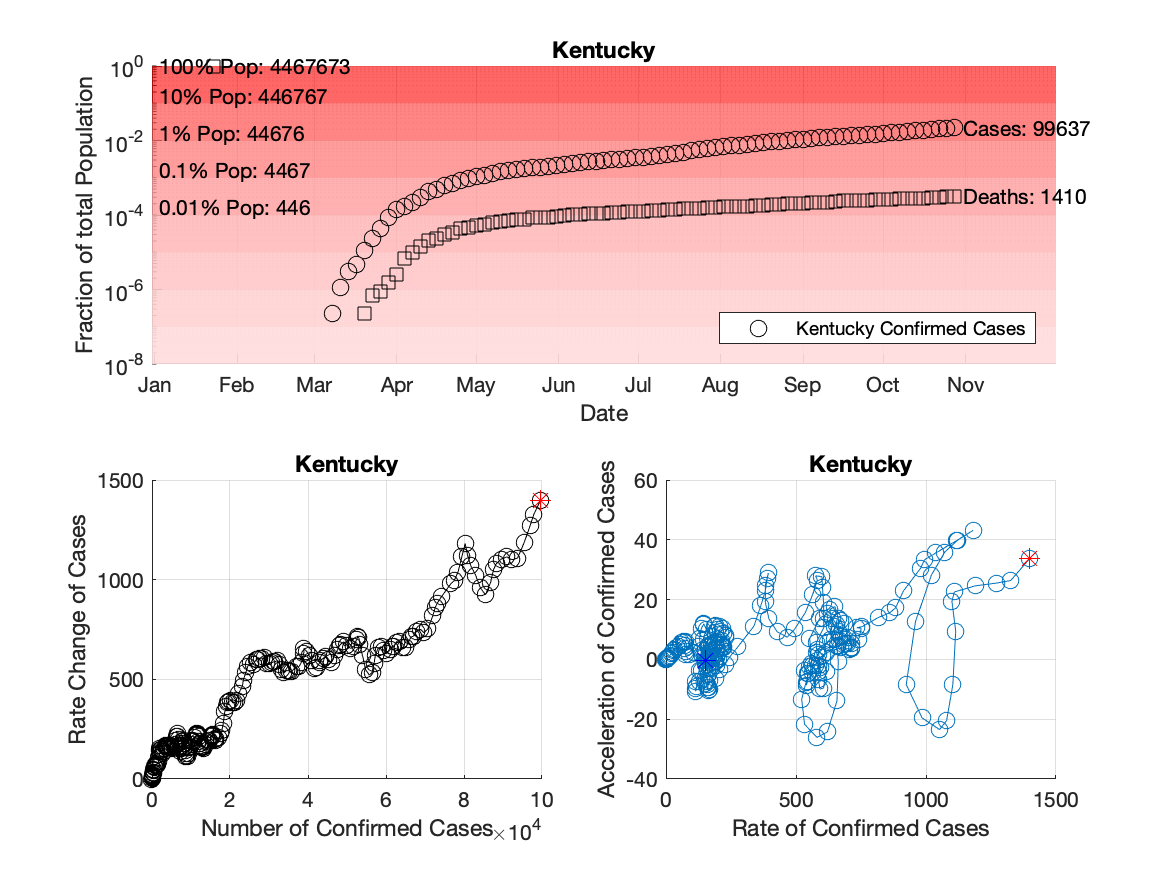 Kentucky
10^0
10^-2
10^-4
10^-6
10^-8
Fraction of total Population
100% Pop: 4467673
10% Pop: 446767
1% Pop: 44676
0.1% Pop: 4467
0.01% Pop: 446
Cases: 99637
Deaths: 1410
Kentucky Confirmed Cases
Jan Feb Mar Apr May Jun Jul Aug Sep Oct Nov
Date
Kentucky
1500
1000
500
0
Rate Change of Cases
0 2 4 6 8 10
Number of Confirmed Cases ×10^4
Kentucky
60
40
20
0
-20
-40
Acceleration of Confirmed Cases
0 500 1000 1500
Rate of Confirmed Cases